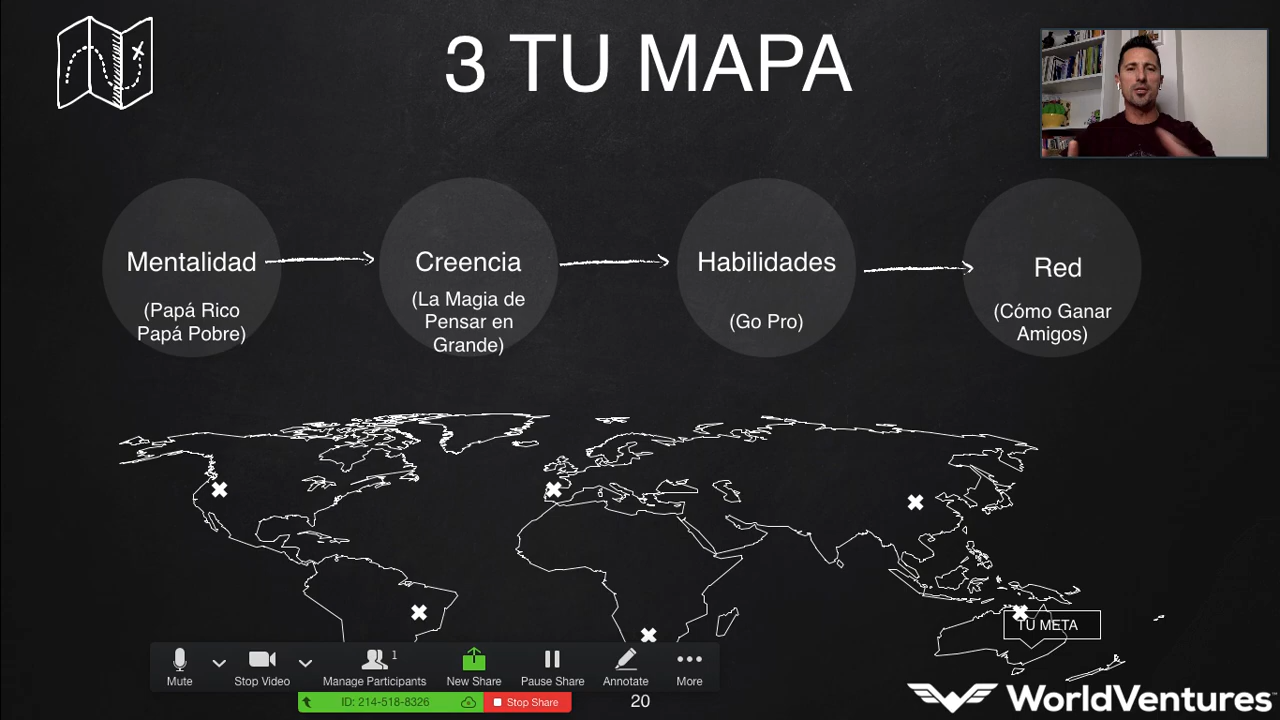 3 TU MAPA
Mentalidad
(Papá Rico
Papá Pobre)
Creencia
(La Magia de
Pensar en
Grande)
Habilidades
(Go Pro)
Red
(Cómo Ganar
Amigos)
TU META
1
Mute
Stop Video
Manage Participants
New Share
Pause Share
Annotate
More
ID: 214-518-8326
Stop Share
20
WorldVentures™